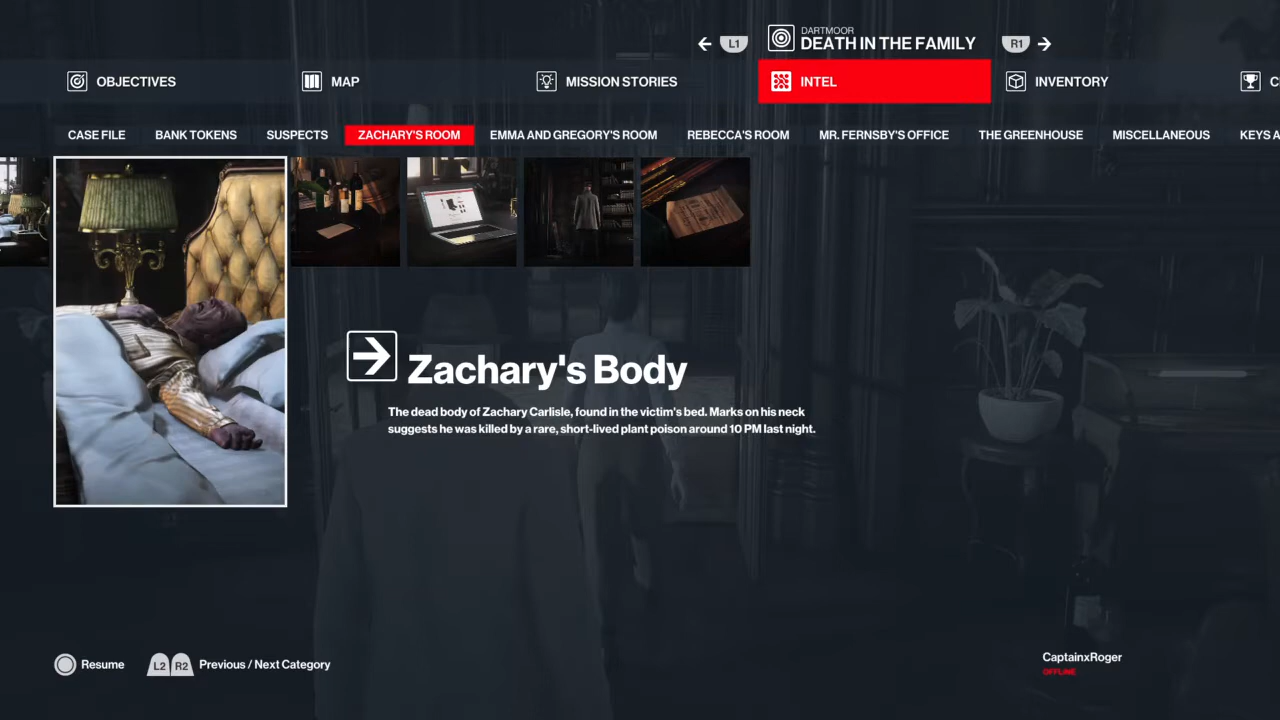 DARTMOOR
L1 DEATH IN THE FAMILY R1
OBJECTIVES MAP MISSION STORIES INTEL INVENTORY C
CASE FILE BANK TOKENS SUSPECTS ZACHARY'S ROOM EMMA AND GREGORY'S ROOM REBECCA'S ROOM MR. FERNSBY'S OFFICE THE GREENHOUSE MISCELLANEOUS KEYS A
Zachary's Body
The dead body of Zachary Carlisle, found in the victim's bed. Marks on his neck
suggests he was killed by a rare, short-lived plant poison around 10 PM last night.
Resume L2 R2 Previous / Next Category
CaptainxRoger
OFFLINE